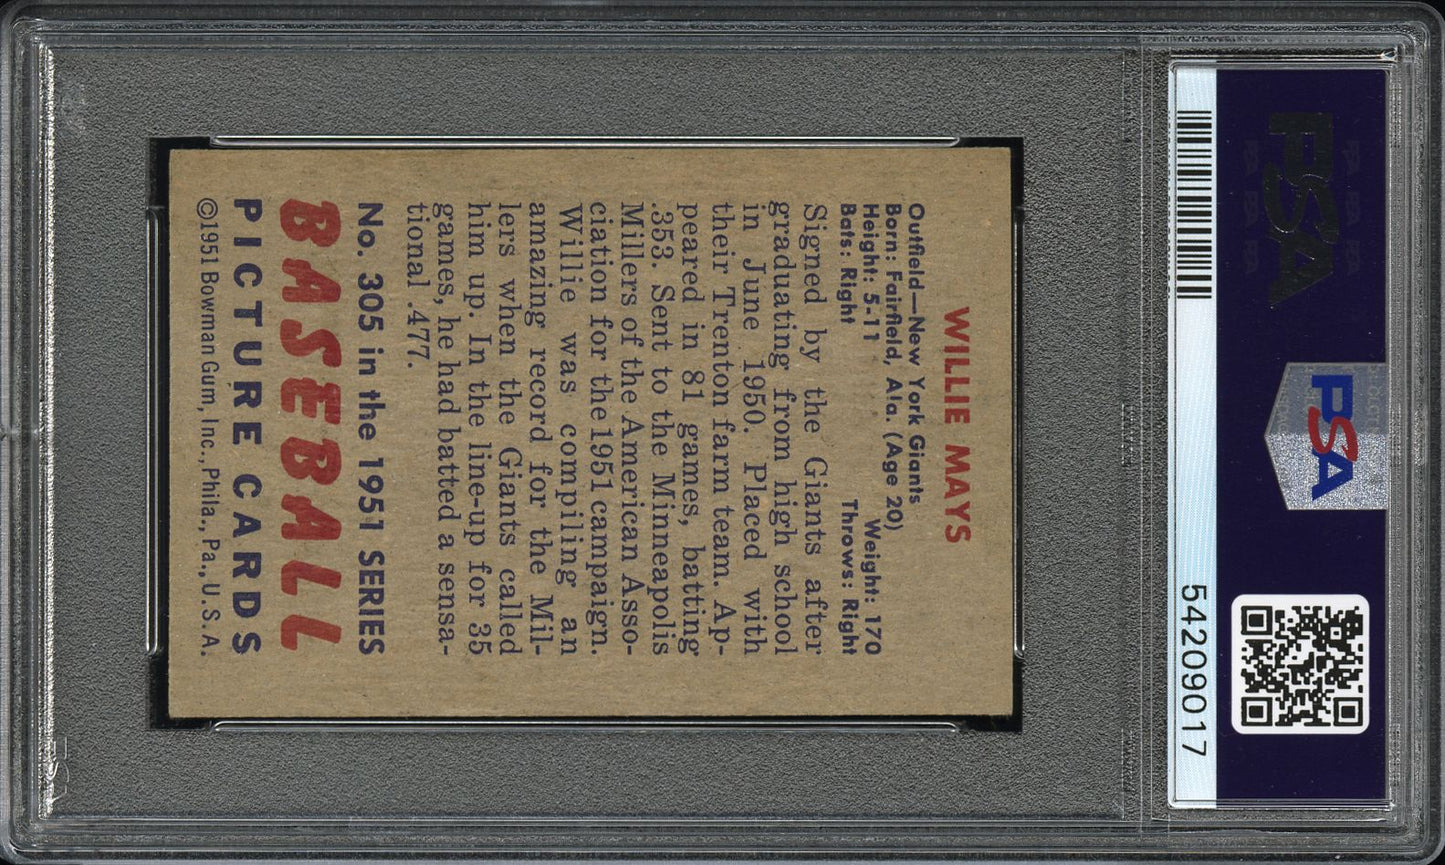 PSA
PSA
54209017
WILLIE MAYS
Outfield—New York Giants
Born: Fairfield, Ala. (Age 20)
Height: 5-11 Weight: 170
Bats: Right Throws: Right
Signed by the Giants after
graduating from high school
in June 1950. Placed with
their Trenton farm team. Ap-
peared in 81 games, batting
.353. Sent to the Minneapolis
Millers of the American Asso-
ciation for the 1951 campaign.
Willie was compiling an
amazing record for the Mil-
lers when the Giants called
him up. In the line-up for 35
games, he had batted a sensa-
tional .477.
No. 305 in the 1951 SERIES
BASEBALL
PICTURE CARDS
©1951 Bowman Gum, Inc., Phila., Pa., U.S.A.